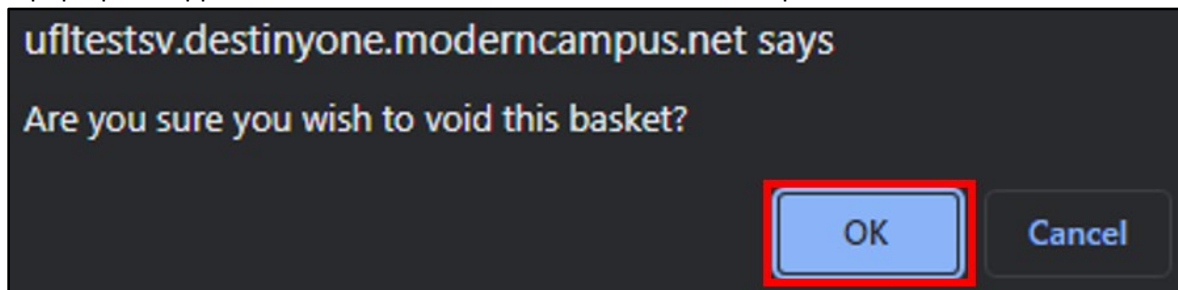 ufltestsv.destinyone.moderncampus.net says
Are you sure you wish to void this basket?
OK Cancel